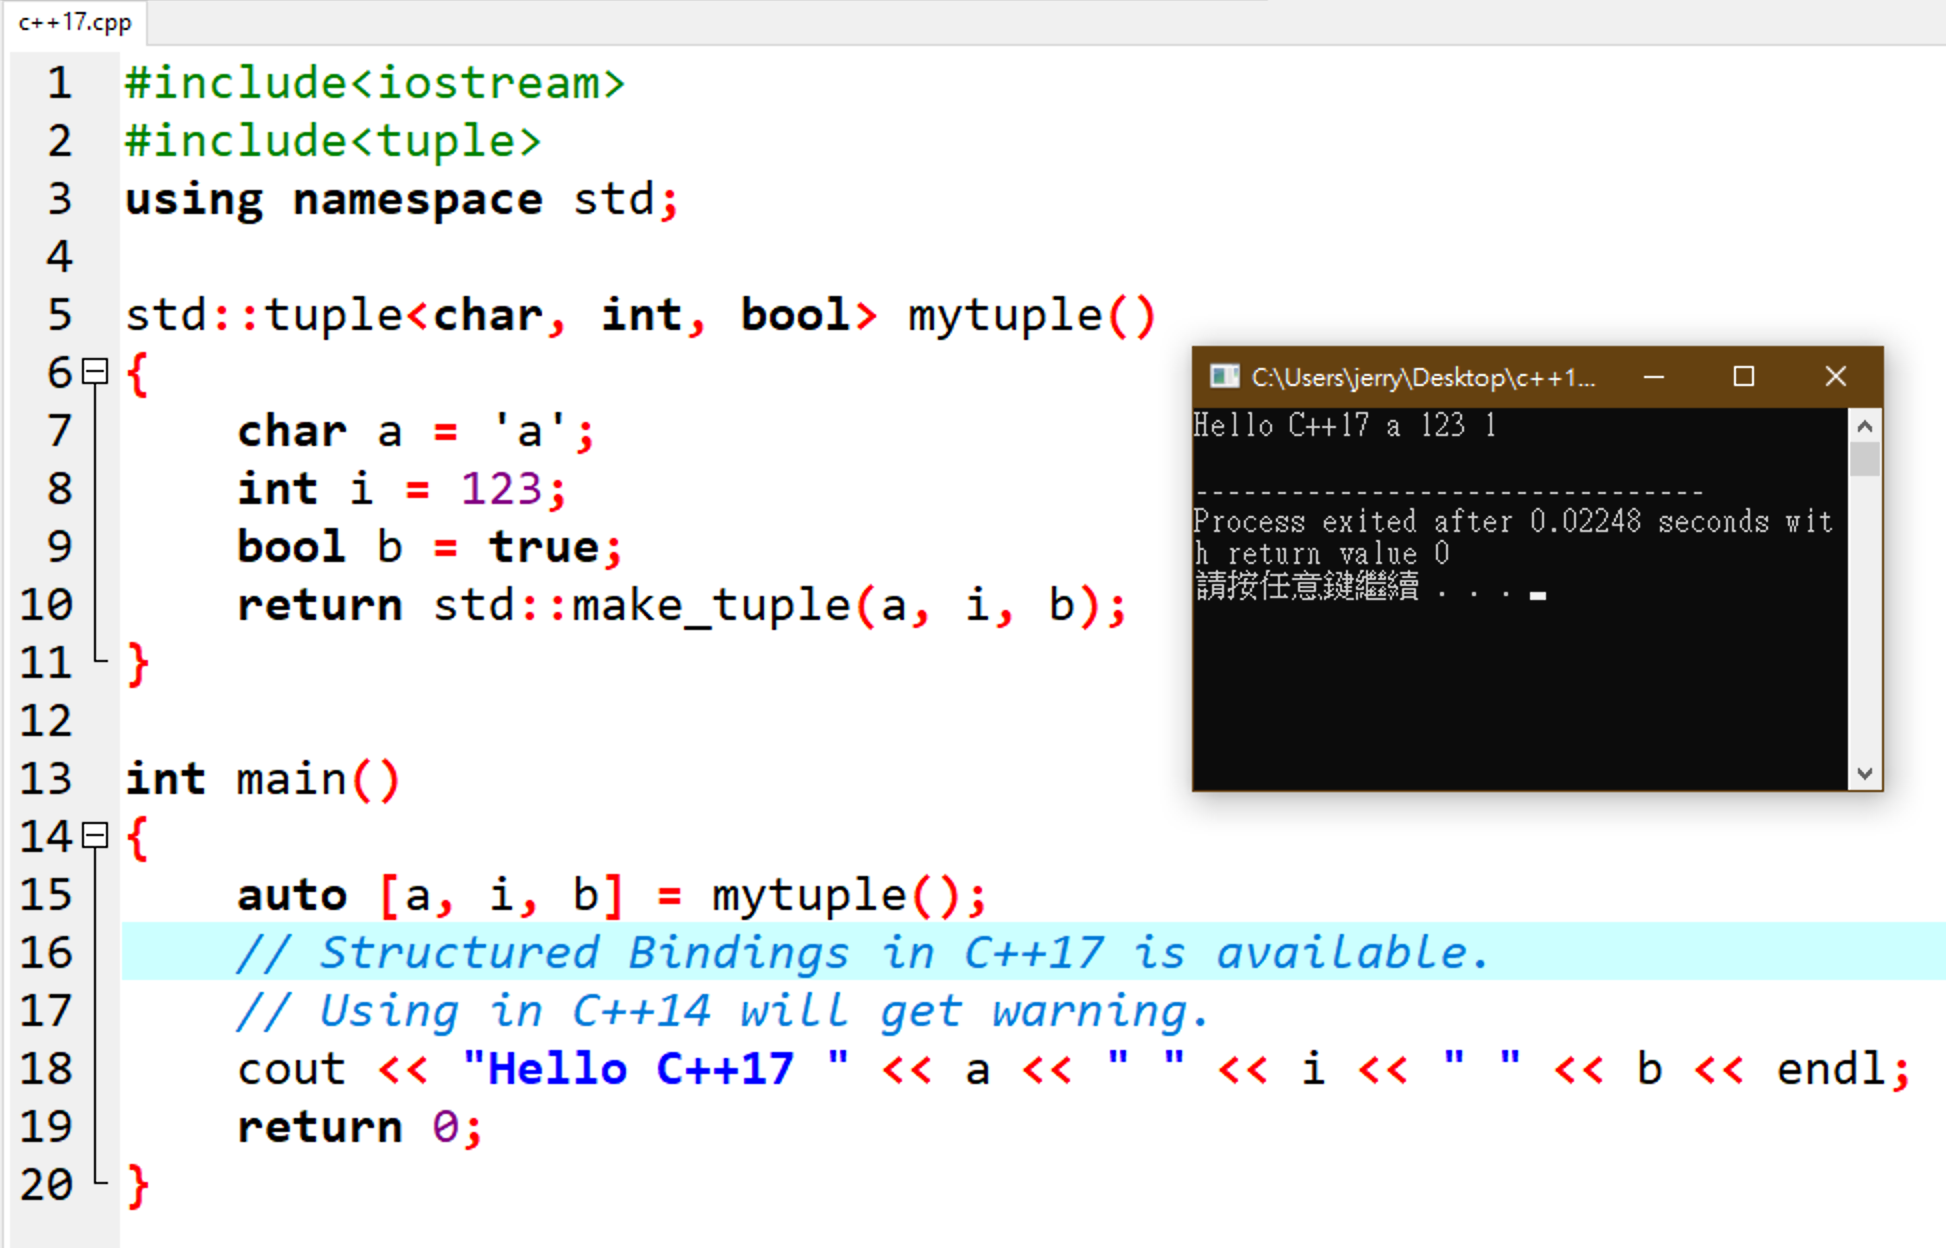 c++17.cpp
1 #include<iostream>
2 #include<tuple>
3 using namespace std;
4
5 std::tuple<char, int, bool> mytuple()
6 {
7     char a = 'a';
8     int i = 123;
9     bool b = true;
10     return std::make_tuple(a, i, b);
11 }
12
13 int main()
14 {
15     auto [a, i, b] = mytuple();
16     // Structured Bindings in C++17 is available.
17     // Using in C++14 will get warning.
18     cout << "Hello C++17 " << a << " " << i << " " << b << endl;
19     return 0;
20 }
C:\Users\jerry\Desktop\c++1...
Hello C++17 a 123 1
--------------------------------
Process exited after 0.02248 seconds wit
h return value 0
請按任意鍵繼續 . . .